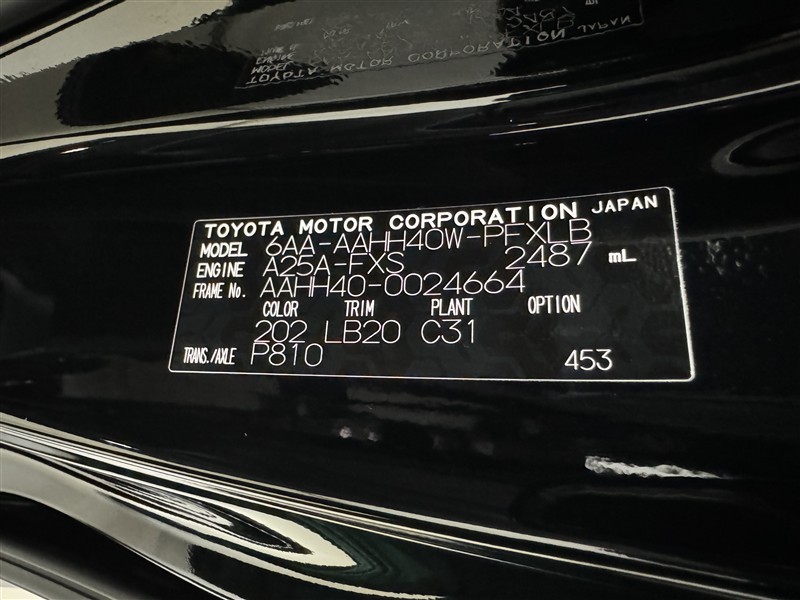 TOYOTA MOTOR CORPORATION JAPAN
MODEL 6AA-AAHH40W-PFXLB
ENGINE A25A-FXS 2487 mL
FRAME No. AAHH40-0024664
COLOR TRIM PLANT OPTION
202 LB20 C31
TRANS./AXLE P810 453